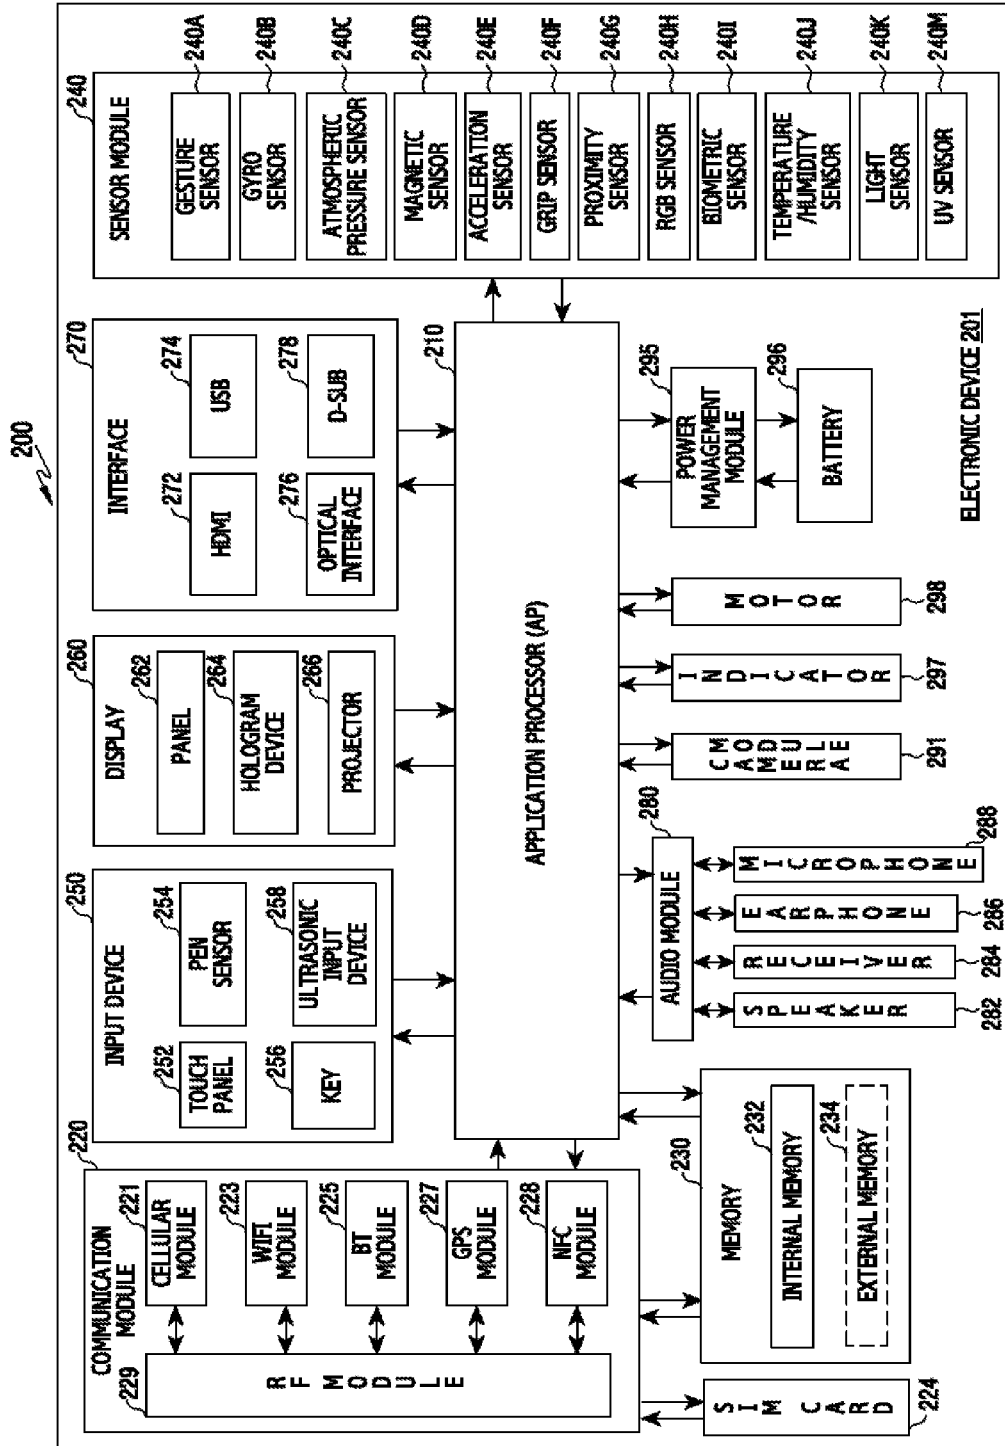 200
COMMUNICATION
MODULE
220
229
RF MODULE
221
CELLULAR
MODULE
223
WIFI
MODULE
225
BT
MODULE
227
GPS
MODULE
228
NFC
MODULE
SIM CARD
224
INPUT DEVICE
250
252
TOUCH
PANEL
254
PEN
SENSOR
256
KEY
258
ULTRASONIC
INPUT
DEVICE
DISPLAY
260
262
PANEL
264
HOLOGRAM
DEVICE
266
PROJECTOR
INTERFACE
270
272
HDMI
274
USB
276
OPTICAL
INTERFACE
278
D-SUB
SENSOR MODULE
240
GESTURE
SENSOR
240A
GYRO
SENSOR
240B
ATMOSPHERIC
PRESSURE SENSOR
240C
MAGNETIC
SENSOR
240D
ACCELERATION
SENSOR
240E
GRIP SENSOR
240F
PROXIMITY
SENSOR
240G
RGB SENSOR
240H
BIOMETRIC
SENSOR
240I
TEMPERATURE
/HUMIDITY
SENSOR
240J
LIGHT
SENSOR
240K
UV SENSOR
240M
APPLICATION PROCESSOR (AP)
210
230
MEMORY
232
INTERNAL MEMORY
234
EXTERNAL MEMORY
AUDIO MODULE
280
SPEAKER
282
RECEIVER
284
EARPHONE
286
MICROPHONE
288
CAMERA
MODULE
291
INDICATOR
297
MOTOR
298
295
POWER
MANAGEMENT
MODULE
296
BATTERY
ELECTRONIC DEVICE 201